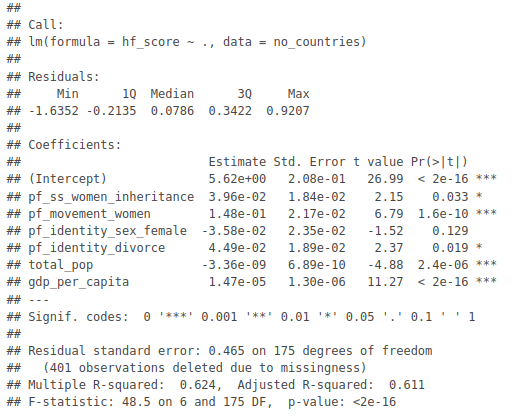 ##
## Call:
## lm(formula = hf_score ~ ., data = no_countries)
##
## Residuals:
##     Min      1Q  Median      3Q     Max
## -1.6352 -0.2135  0.0786  0.3422  0.9207
##
## Coefficients:
##                          Estimate Std. Error t value Pr(>|t|)
## (Intercept)              5.62e+00   2.08e-01   26.99  < 2e-16 ***
## pf_ss_women_inheritance  3.96e-02   1.84e-02    2.15    0.033 *
## pf_movement_women        1.48e-01   2.17e-02    6.79  1.6e-10 ***
## pf_identity_sex_female  -3.58e-02   2.35e-02   -1.52    0.129
## pf_identity_divorce      4.49e-02   1.89e-02    2.37    0.019 *
## total_pop               -3.36e-09   6.89e-10   -4.88  2.4e-06 ***
## gdp_per_capita           1.47e-05   1.30e-06   11.27  < 2e-16 ***
## ---
## Signif. codes:  0 '***' 0.001 '**' 0.01 '*' 0.05 '.' 0.1 ' ' 1
##
## Residual standard error: 0.465 on 175 degrees of freedom
##   (401 observations deleted due to missingness)
## Multiple R-squared:  0.624,  Adjusted R-squared:  0.611
## F-statistic: 48.5 on 6 and 175 DF,  p-value: <2e-16